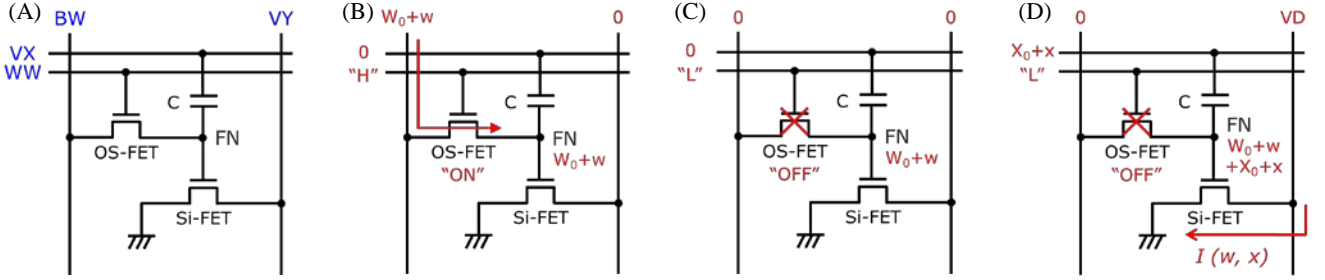 (A)
BW
VY
VX
WW
C
FN
OS-FET
Si-FET
(B)
W₀+w
0
0
"H"
C
FN
OS-FET
W₀+w
"ON"
Si-FET
(C)
0
0
0
"L"
C
FN
OS-FET
W₀+w
"OFF"
Si-FET
(D)
0
VD
X₀+x
"L"
C
FN
OS-FET
W₀+w
"OFF"
+X₀+x
Si-FET
I (w, x)